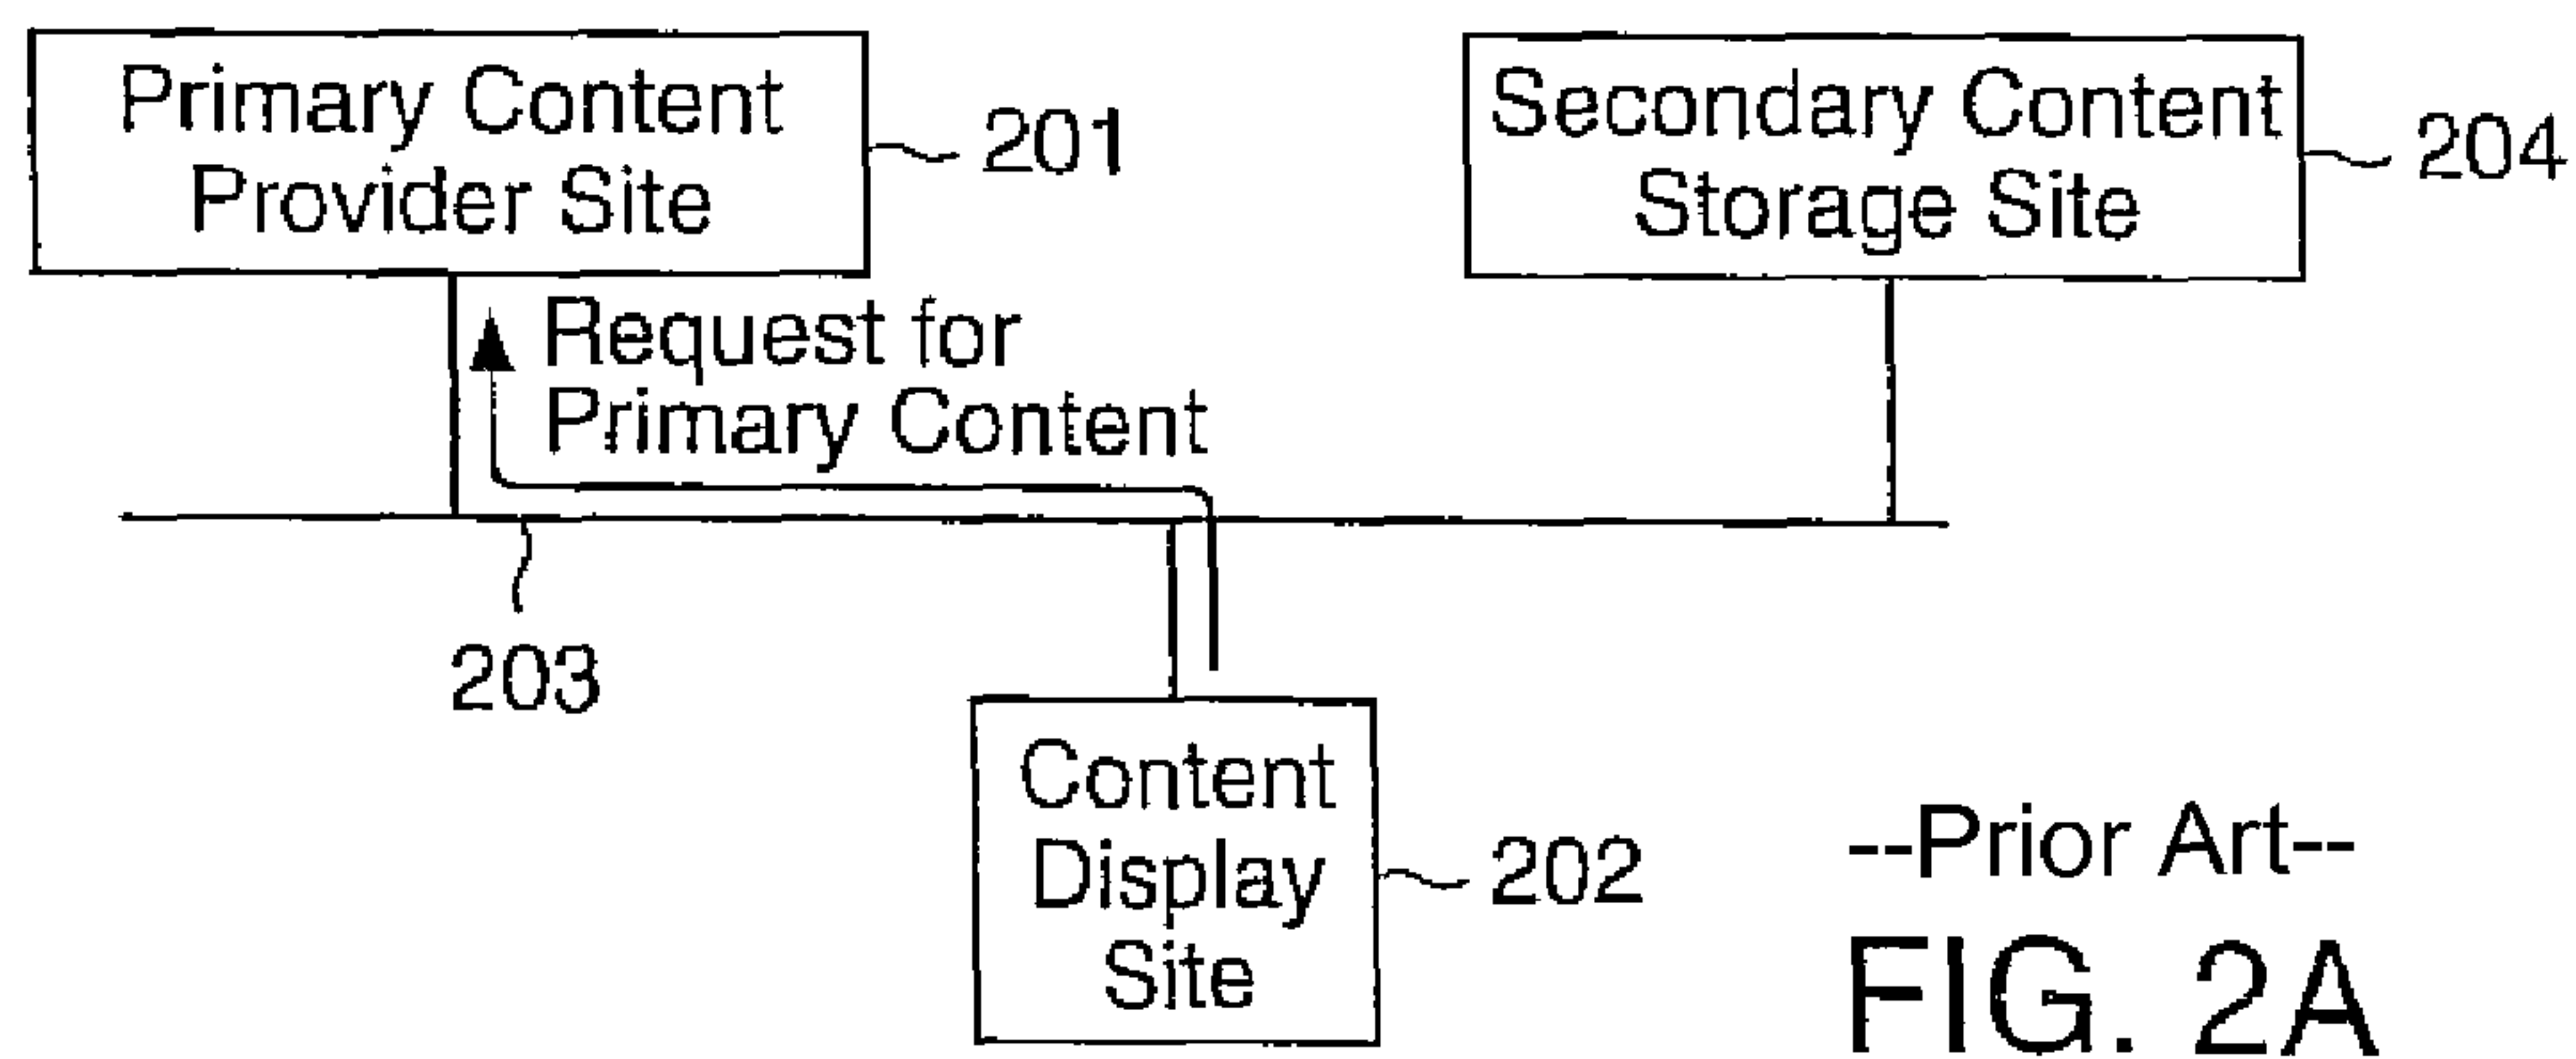 Primary Content
Provider Site
201
Secondary Content
Storage Site
204
Request for
Primary Content
203
Content
Display
Site
202
--Prior Art--
FIG. 2A